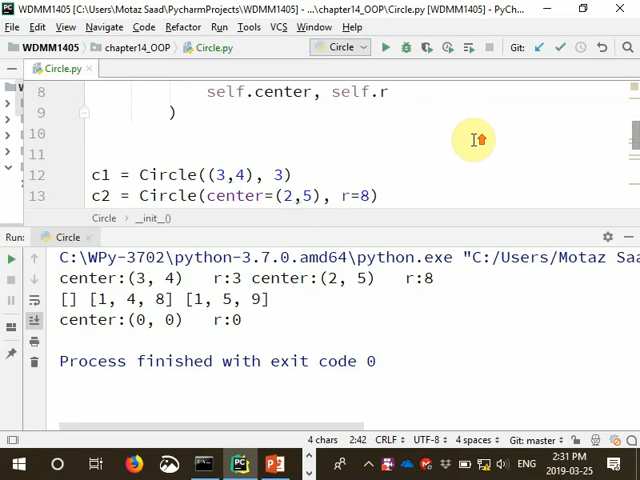 WDMM1405 [C:\Users\Motaz Saad\PycharmProjects\WDMM1405] - ...\chapter14_OOP\Circle.py [WDMM1405] - PyCh...
File Edit View Navigate Code Refactor Run Tools VCS Window Help
WDMM1405 chapter14_OOP Circle.py Circle Git:
Circle.py
8 self.center, self.r
9 )
10
11
12 c1 = Circle((3,4), 3)
13 c2 = Circle(center=(2,5), r=8)
Circle __init__()
Run: Circle
C:\WPy-3702\python-3.7.0.amd64\python.exe "C:/Users/Motaz Saa
center:(3, 4) r:3 center:(2, 5) r:8
[] [1, 4, 8] [1, 5, 9]
center:(0, 0) r:0
Process finished with exit code 0
4 chars 2:42 CRLF UTF-8 4 spaces Git: master
ENG 2:31 PM
2019-03-25